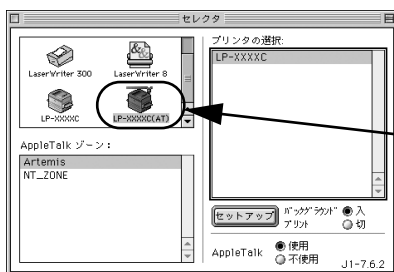 セレクタ
LaserWriter 300
LaserWriter 8
LP-XXXXC
LP-XXXXC(AT)
AppleTalk ゾーン：
Artemis
NT_ZONE
プリンタの選択:
LP-XXXXC
セットアップ
バックグラウンド
プリント
入
切
AppleTalk
使用
不使用
J1-7.6.2